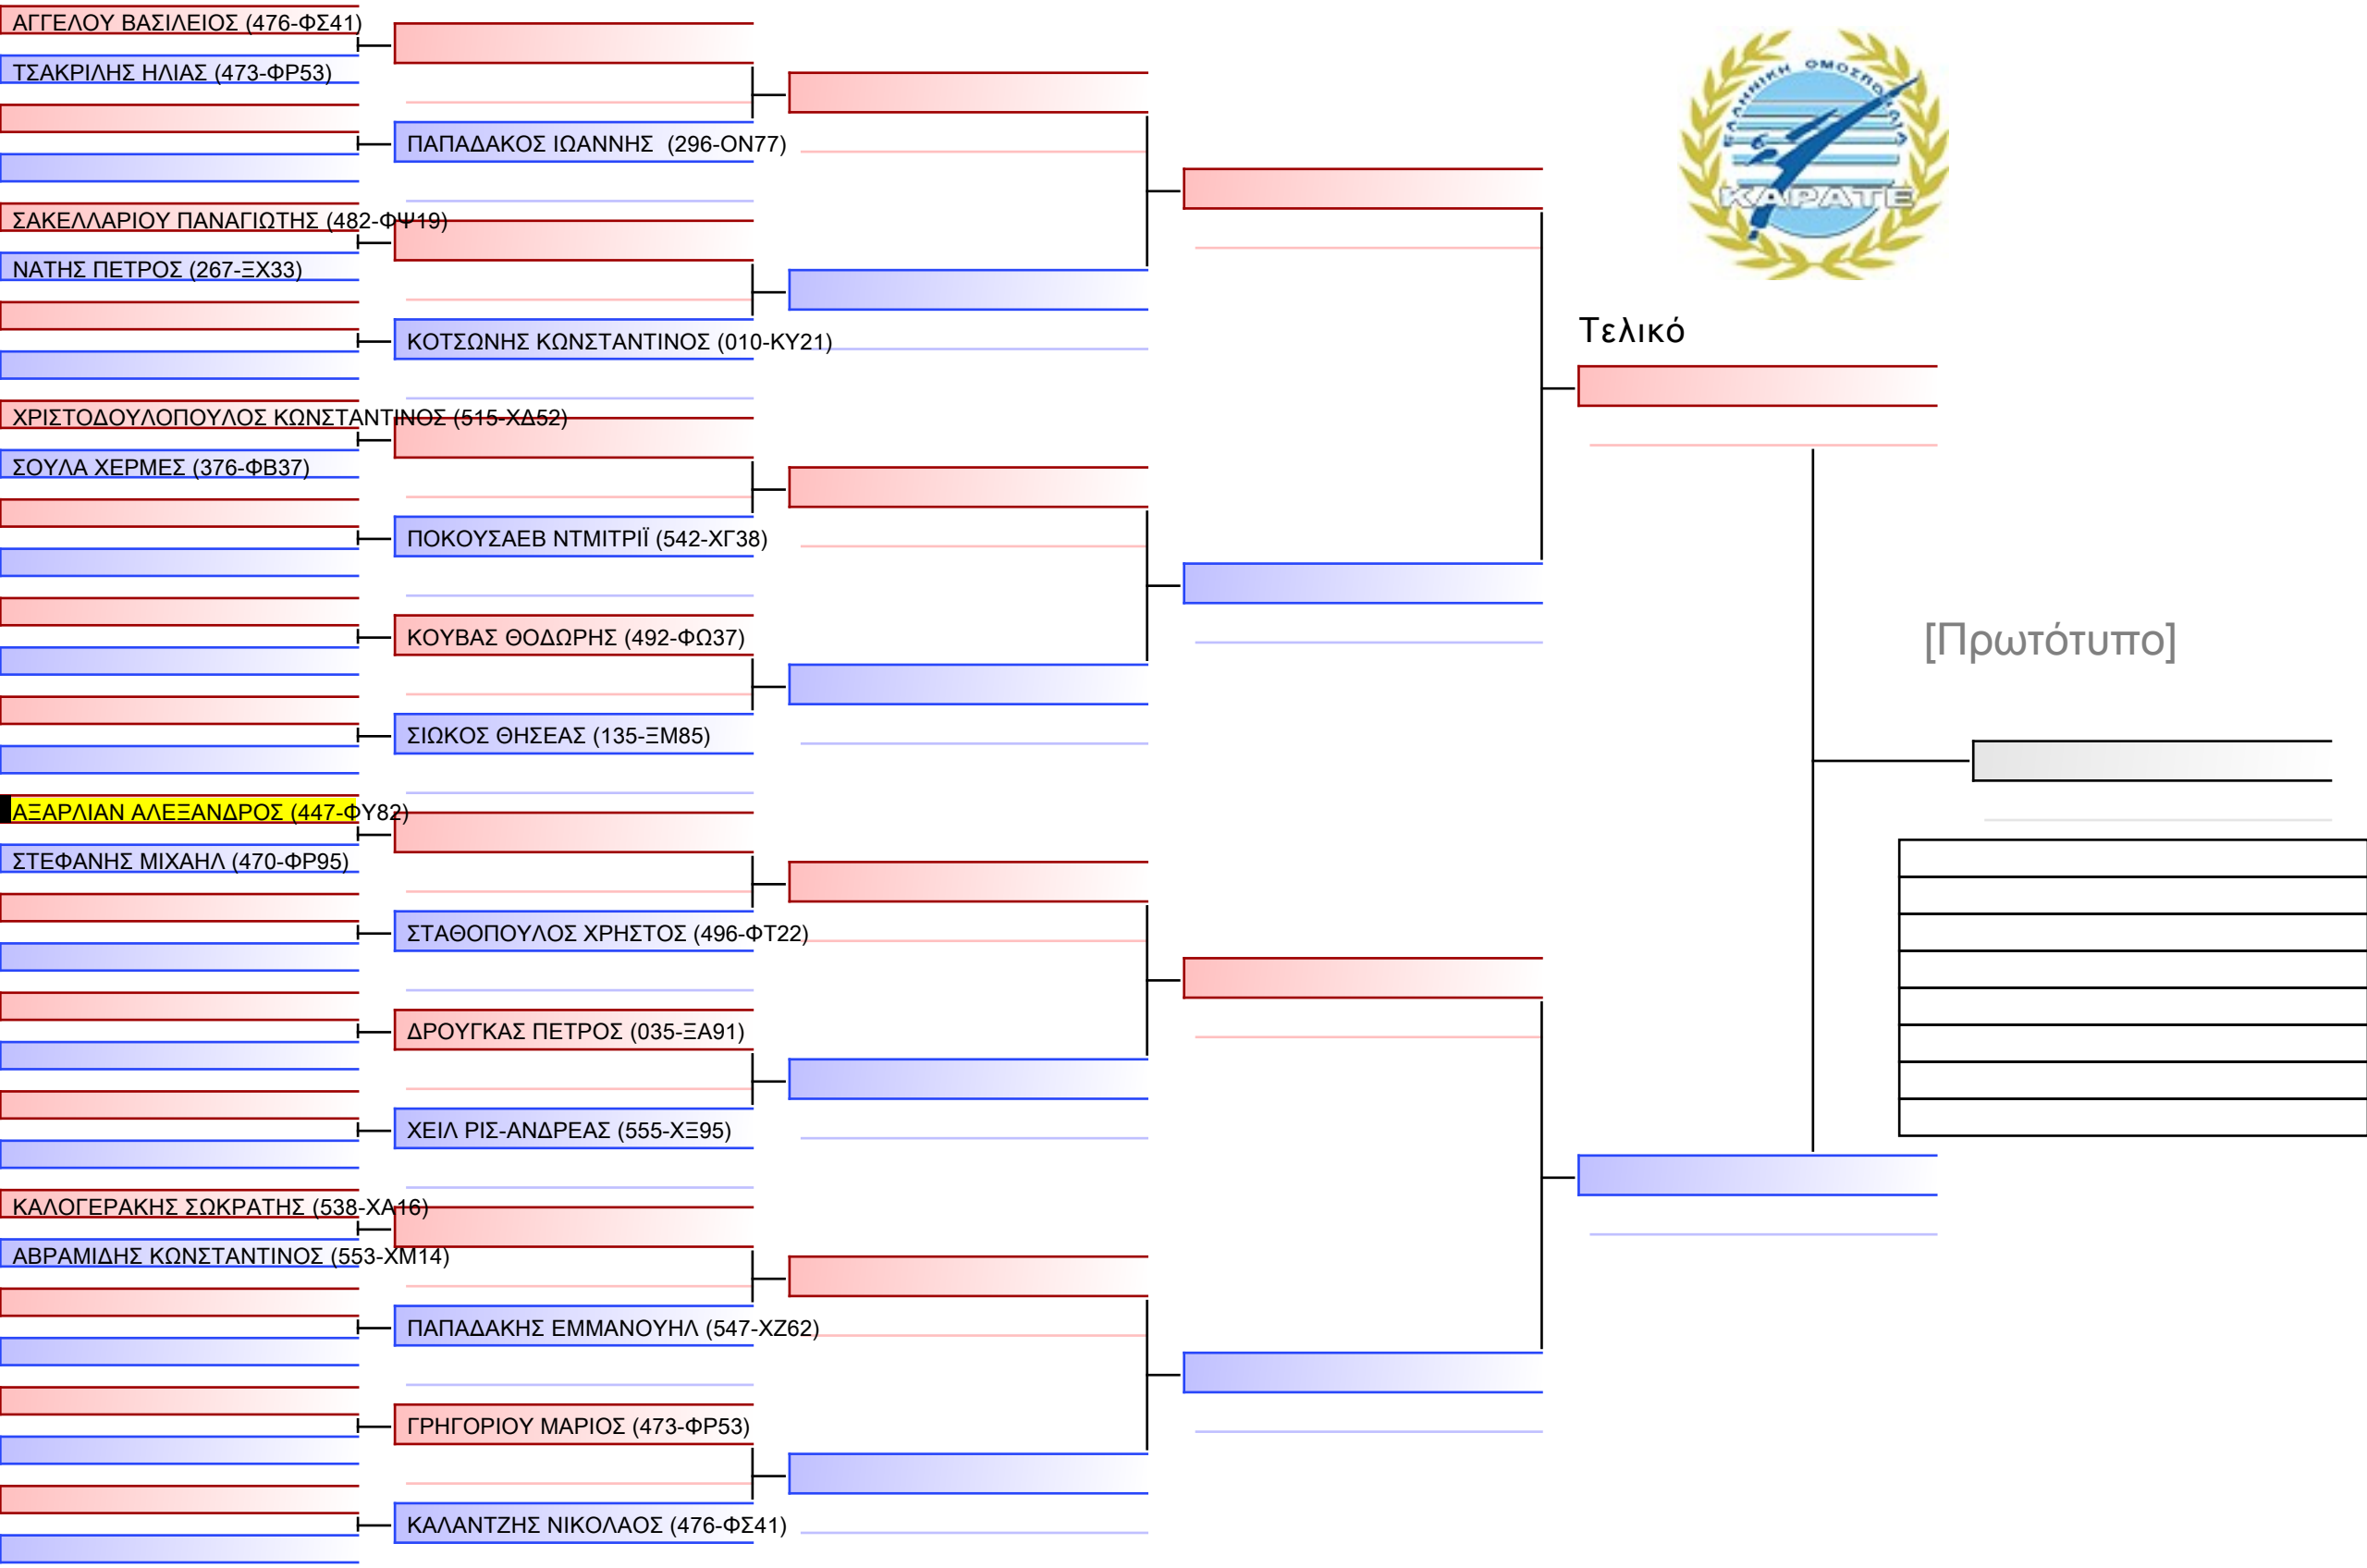 ΑΓΓΕΛΟΥ ΒΑΣΙΛΕΙΟΣ (476-ΦΣ41)
ΤΣΑΚΡΙΛΗΣ ΗΛΙΑΣ (473-ΦΡ53)
ΣΑΚΕΛΛΑΡΙΟΥ ΠΑΝΑΓΙΩΤΗΣ (482-ΦΨ19)
ΝΑΤΗΣ ΠΕΤΡΟΣ (267-ΞΧ33)
ΧΡΙΣΤΟΔΟΥΛΟΠΟΥΛΟΣ ΚΩΝΣΤΑΝΤΙΝΟΣ (515-ΧΔ52)
ΣΟΥΛΑ ΧΕΡΜΕΣ (376-ΦΒ37)
ΑΞΑΡΛΙΑΝ ΑΛΕΞΑΝΔΡΟΣ (447-ΦΥ82)
ΣΤΕΦΑΝΗΣ ΜΙΧΑΗΛ (470-ΦΡ95)
ΚΑΛΟΓΕΡΑΚΗΣ ΣΩΚΡΑΤΗΣ (538-ΧΑ16)
ΑΒΡΑΜΙΔΗΣ ΚΩΝΣΤΑΝΤΙΝΟΣ (553-ΧΜ14)
ΠΑΠΑΔΑΚΟΣ ΙΩΑΝΝΗΣ (296-ΟΝ77)
ΚΟΤΣΩΝΗΣ ΚΩΝΣΤΑΝΤΙΝΟΣ (010-ΚΥ21)
ΠΟΚΟΥΣΑΕΒ ΝΤΜΙΤΡΙΪ (542-ΧΓ38)
ΚΟΥΒΑΣ ΘΟΔΩΡΗΣ (492-ΦΩ37)
ΣΙΩΚΟΣ ΘΗΣΕΑΣ (135-ΞΜ85)
ΣΤΑΘΟΠΟΥΛΟΣ ΧΡΗΣΤΟΣ (496-ΦΤ22)
ΔΡΟΥΓΚΑΣ ΠΕΤΡΟΣ (035-ΞΑ91)
ΧΕΙΛ ΡΙΣ-ΑΝΔΡΕΑΣ (555-ΧΞ95)
ΠΑΠΑΔΑΚΗΣ ΕΜΜΑΝΟΥΗΛ (547-ΧΖ62)
ΓΡΗΓΟΡΙΟΥ ΜΑΡΙΟΣ (473-ΦΡ53)
ΚΑΛΑΝΤΖΗΣ ΝΙΚΟΛΑΟΣ (476-ΦΣ41)
ΕΛΛΗΝΙΚΗ ΟΜΟΣΠΟΝΔΙΑ
ΚΑΡΑΤΕ
Τελικό
[Πρωτότυπο]